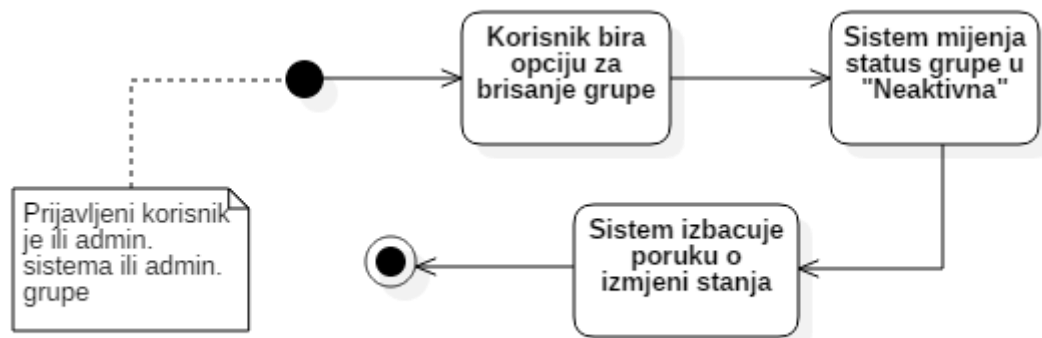 Korisnik bira
opciju za
brisanje grupe
Sistem mijenja
status grupe u
"Neaktivna"
Prijavljeni korisnik
je ili admin.
sistema ili admin.
grupe
Sistem izbacuje
poruku o
izmjeni stanja